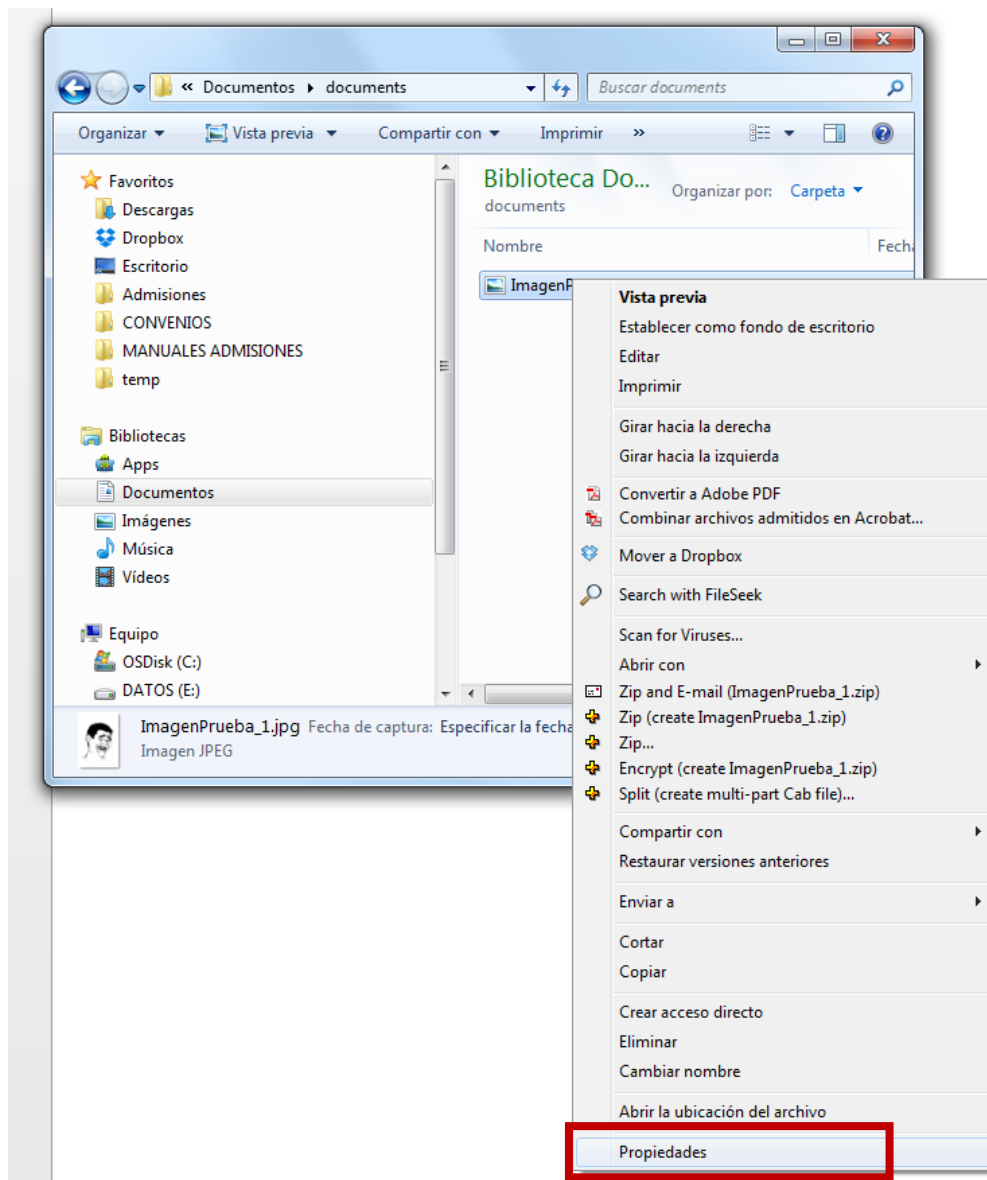 « Documentos ▸ documents
Buscar documents
Organizar Vista previa Compartir con Imprimir »
Favoritos
Descargas
Dropbox
Escritorio
Admisiones
CONVENIOS
MANUALES ADMISIONES
temp
Bibliotecas
Apps
Documentos
Imágenes
Música
Vídeos
Equipo
OSDisk (C:)
DATOS (E:)
Biblioteca Do...
documents
Organizar por: Carpeta
Nombre Fecha
ImagenP
Vista previa
Establecer como fondo de escritorio
Editar
Imprimir
Girar hacia la derecha
Girar hacia la izquierda
Convertir a Adobe PDF
Combinar archivos admitidos en Acrobat...
Mover a Dropbox
Search with FileSeek
Scan for Viruses...
Abrir con
Zip and E-mail (ImagenPrueba_1.zip)
Zip (create ImagenPrueba_1.zip)
Zip...
Encrypt (create ImagenPrueba_1.zip)
Split (create multi-part Cab file)...
Compartir con
Restaurar versiones anteriores
Enviar a
Cortar
Copiar
Crear acceso directo
Eliminar
Cambiar nombre
Abrir la ubicación del archivo
Propiedades
ImagenPrueba_1.jpg Fecha de captura: Especificar la fecha
Imagen JPEG